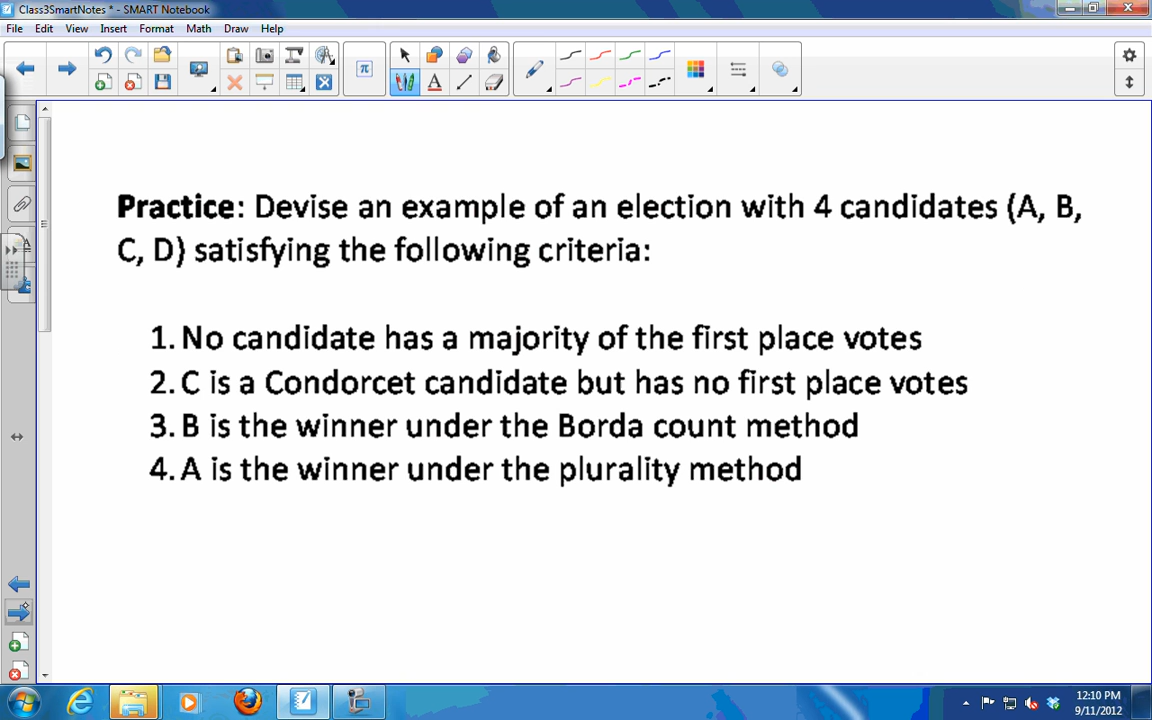 Class3SmartNotes * - SMART Notebook
File Edit View Insert Format Math Draw Help
Practice: Devise an example of an election with 4 candidates (A, B,
C, D) satisfying the following criteria:
1. No candidate has a majority of the first place votes
2. C is a Condorcet candidate but has no first place votes
3. B is the winner under the Borda count method
4. A is the winner under the plurality method
12:10 PM
9/11/2012